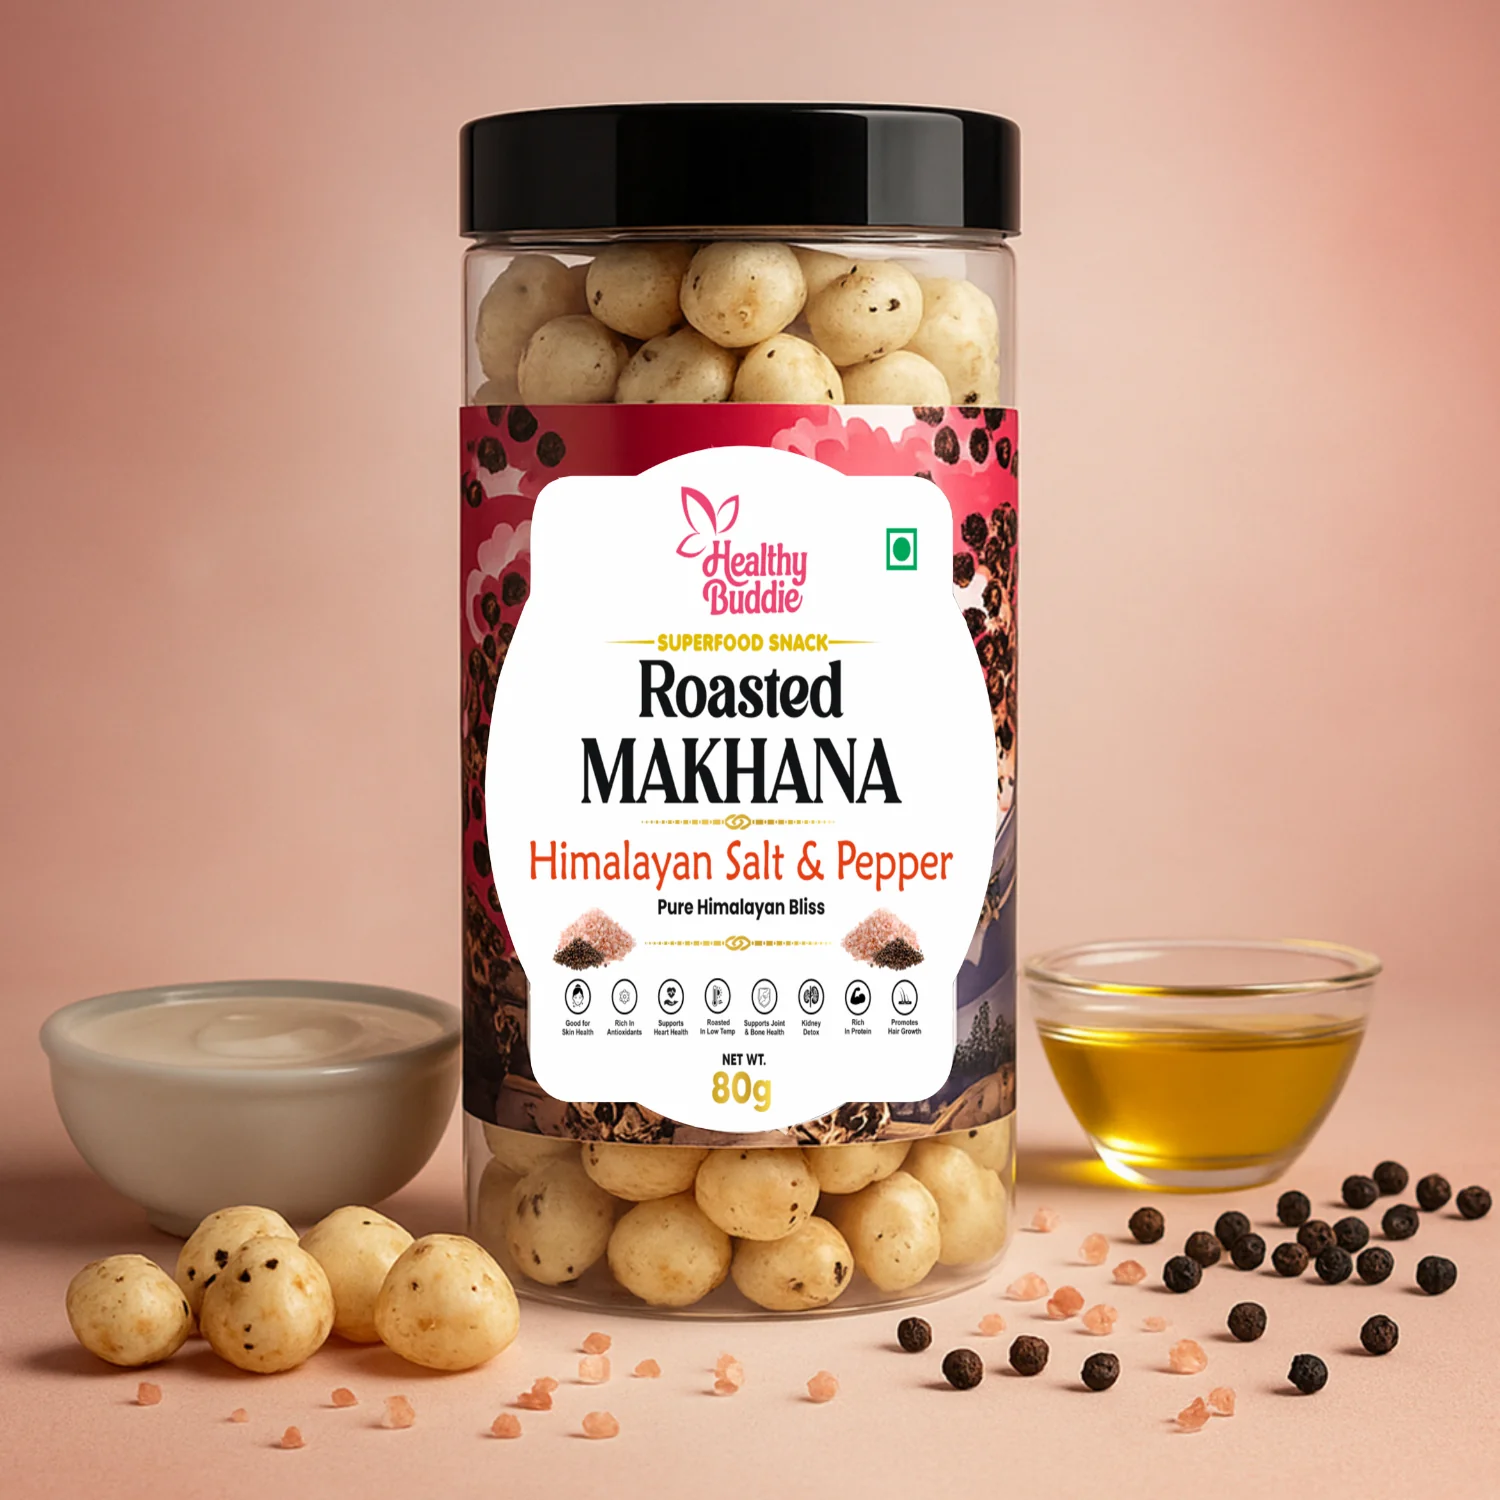 Healthy
Buddie
SUPERFOOD SNACK
Roasted
MAKHANA
Himalayan Salt & Pepper
Pure Himalayan Bliss
Good for
Skin Health
Rich In
Antioxidants
Supports
Heart Health
Roasted
In Low Temp
Supports Joint
& Bone Health
Kidney
Detox
Rich
In Protein
Promotes
Hair Growth
NET WT.
80g